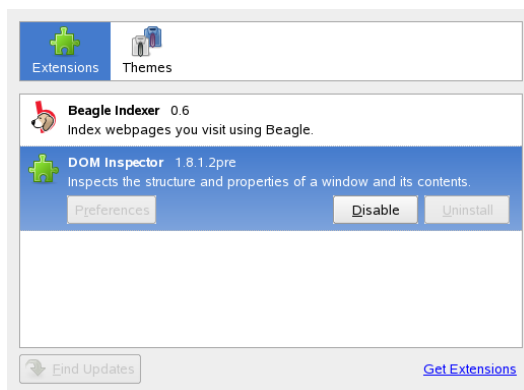 Extensions Themes
Beagle Indexer 0.6
Index webpages you visit using Beagle.
DOM Inspector 1.8.1.2pre
Inspects the structure and properties of a window and its contents.
Preferences Disable Uninstall
Find Updates Get Extensions